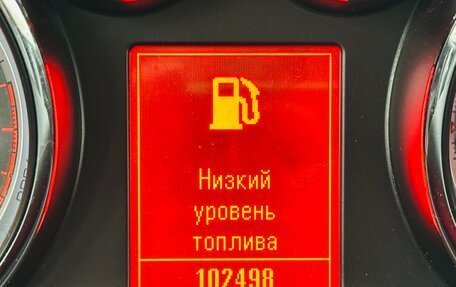 Низкий
уровень
топлива
102498